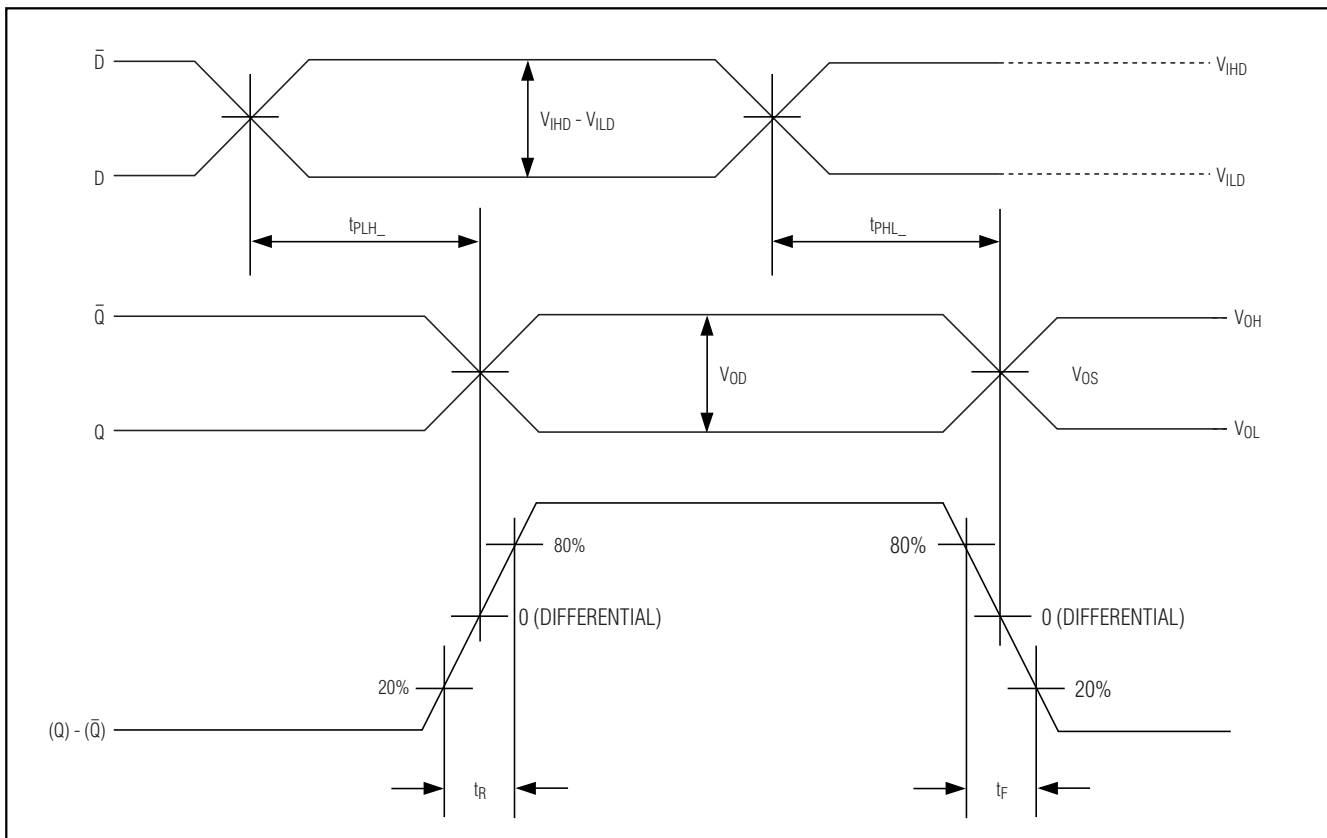 D̄
V_IHD
V_IHD - V_ILD
D
V_ILD
t_PLH_
t_PHL_
Q̄
V_OH
V_OD
V_OS
Q
V_OL
80%
80%
0 (DIFFERENTIAL)
0 (DIFFERENTIAL)
20%
20%
(Q) - (Q̄)
t_R
t_F